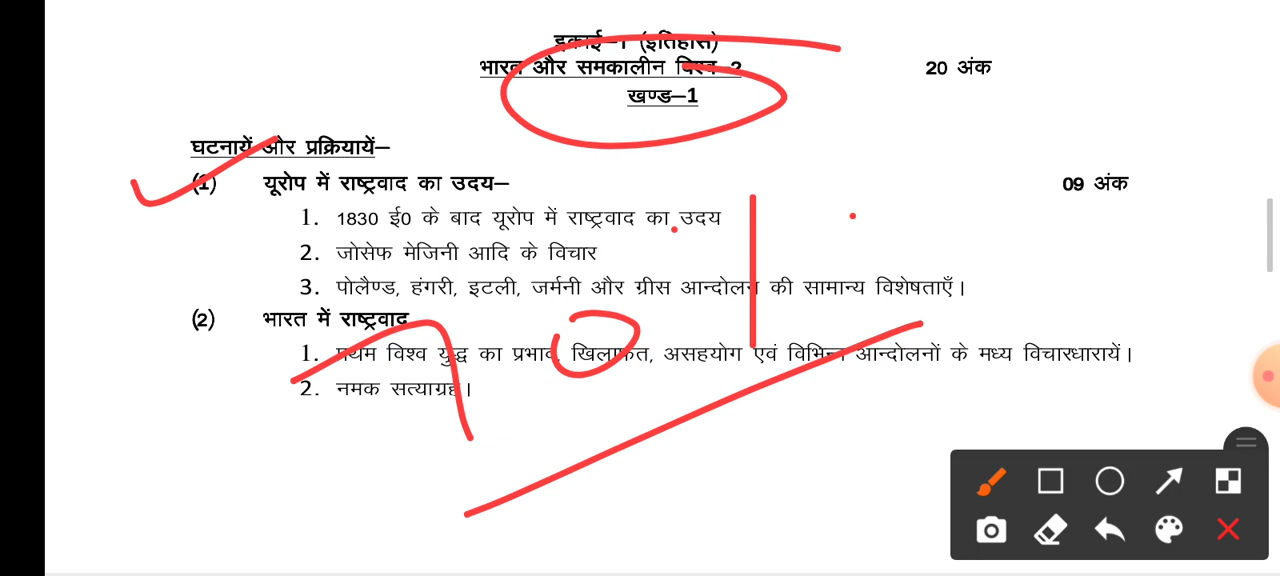 इकाई–1 (इतिहास)
भारत और समकालीन विश्व-2 20 अंक
खण्ड–1
घटनायें और प्रक्रियायें–
(1) यूरोप में राष्ट्रवाद का उदय– 09 अंक
1. 1830 ई0 के बाद यूरोप में राष्ट्रवाद का उदय
2. जोसेफ मेजिनी आदि के विचार
3. पोलैण्ड, हंगरी, इटली, जर्मनी और ग्रीस आन्दोलन की सामान्य विशेषताएँ।
(2) भारत में राष्ट्रवाद
1. प्रथम विश्व युद्ध का प्रभाव, खिलाफत, असहयोग एवं विभिन्न आन्दोलनों के मध्य विचारधारायें।
2. नमक सत्याग्रह।